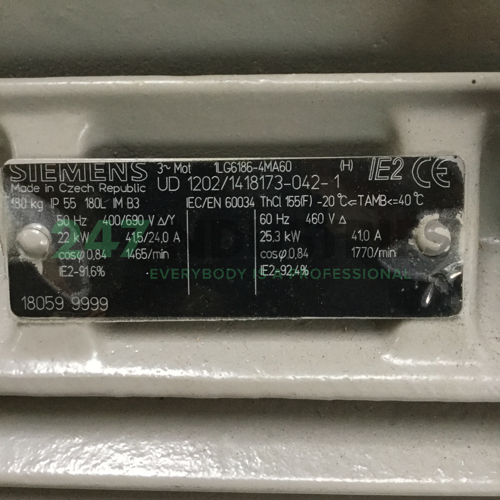 SIEMENS 3~ Mot 1LG6186-4MA60 (H) IE2 CE
Made in Czech Republic UD 1202/1418173-042-1
180 kg IP 55 180L IM B3 IEC/EN 60034 ThCl 155(F) -20°C<=TAMB<=40°C
50 Hz 400/690 V Δ/Y 60 Hz 460 V Δ
22 kW 41,5/24,0 A 25,3 kW 41,0 A
cosφ 0,84 1465/min cosφ 0,84 1770/min
IE2-91,6% IE2-92,4%
EVERYBODY IS A PROFESSIONAL
18059 9999